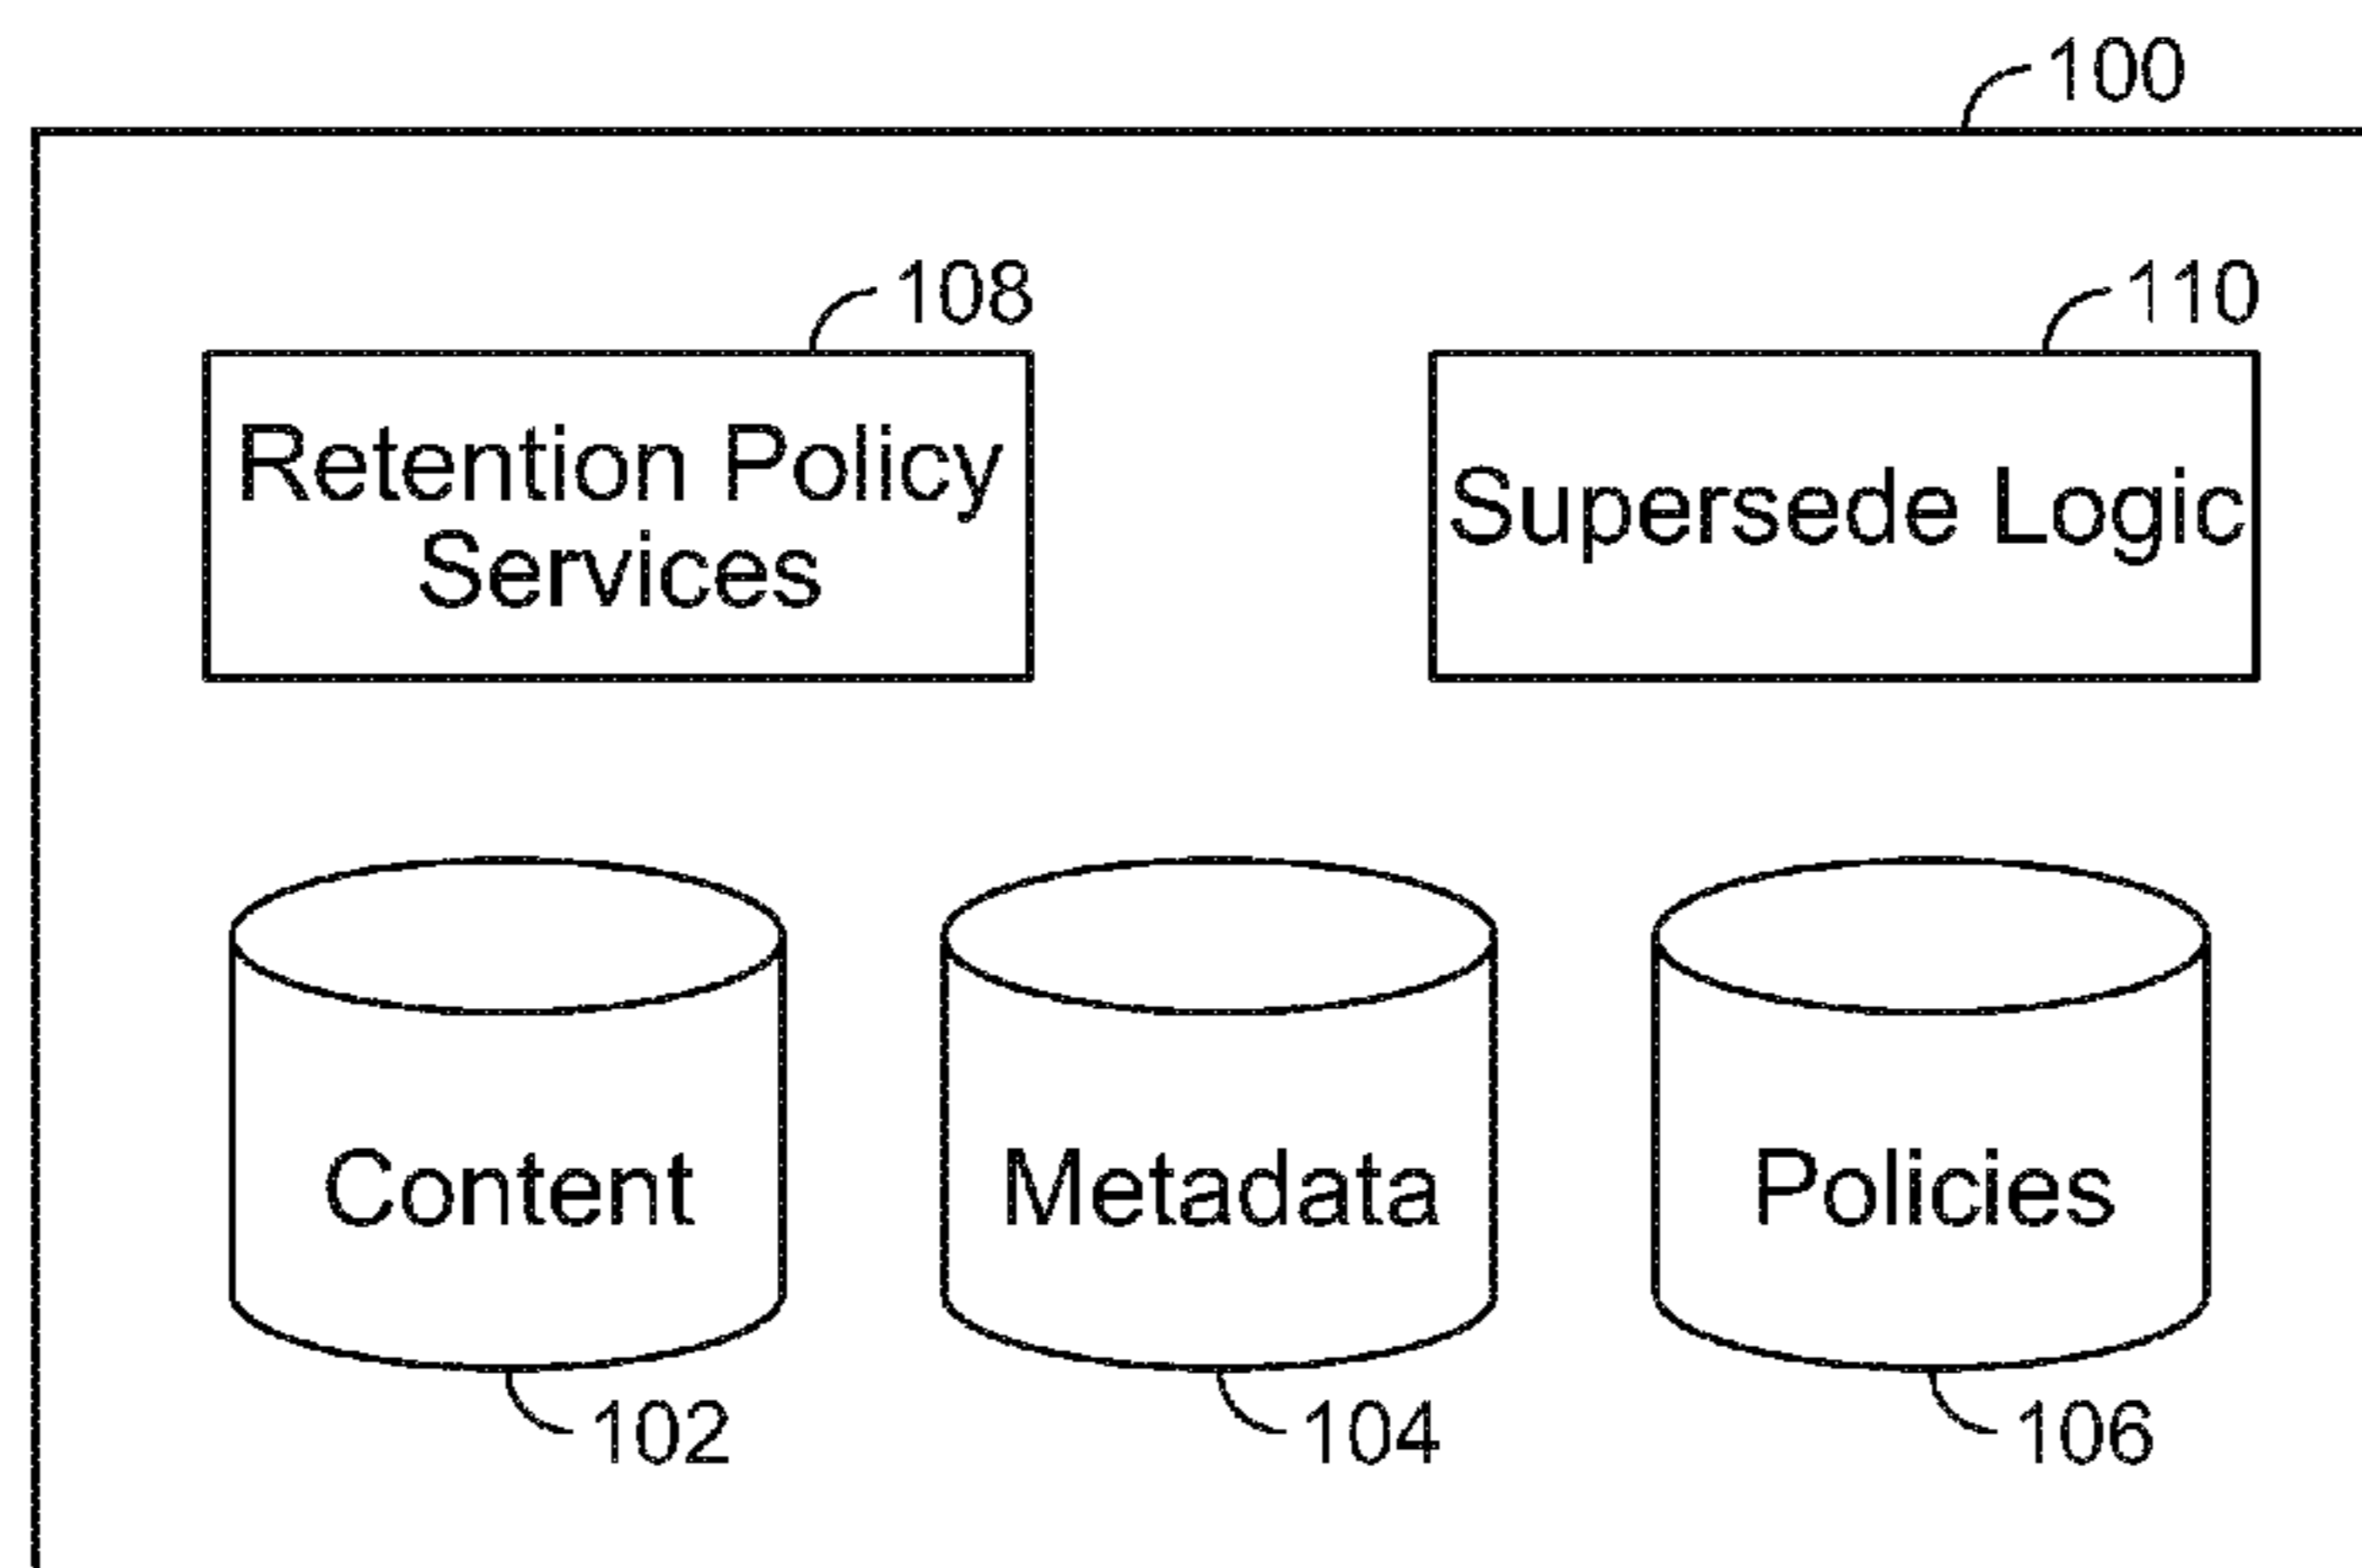 100
108
110
Retention Policy
Services
Supersede Logic
Content
Metadata
Policies
102
104
106